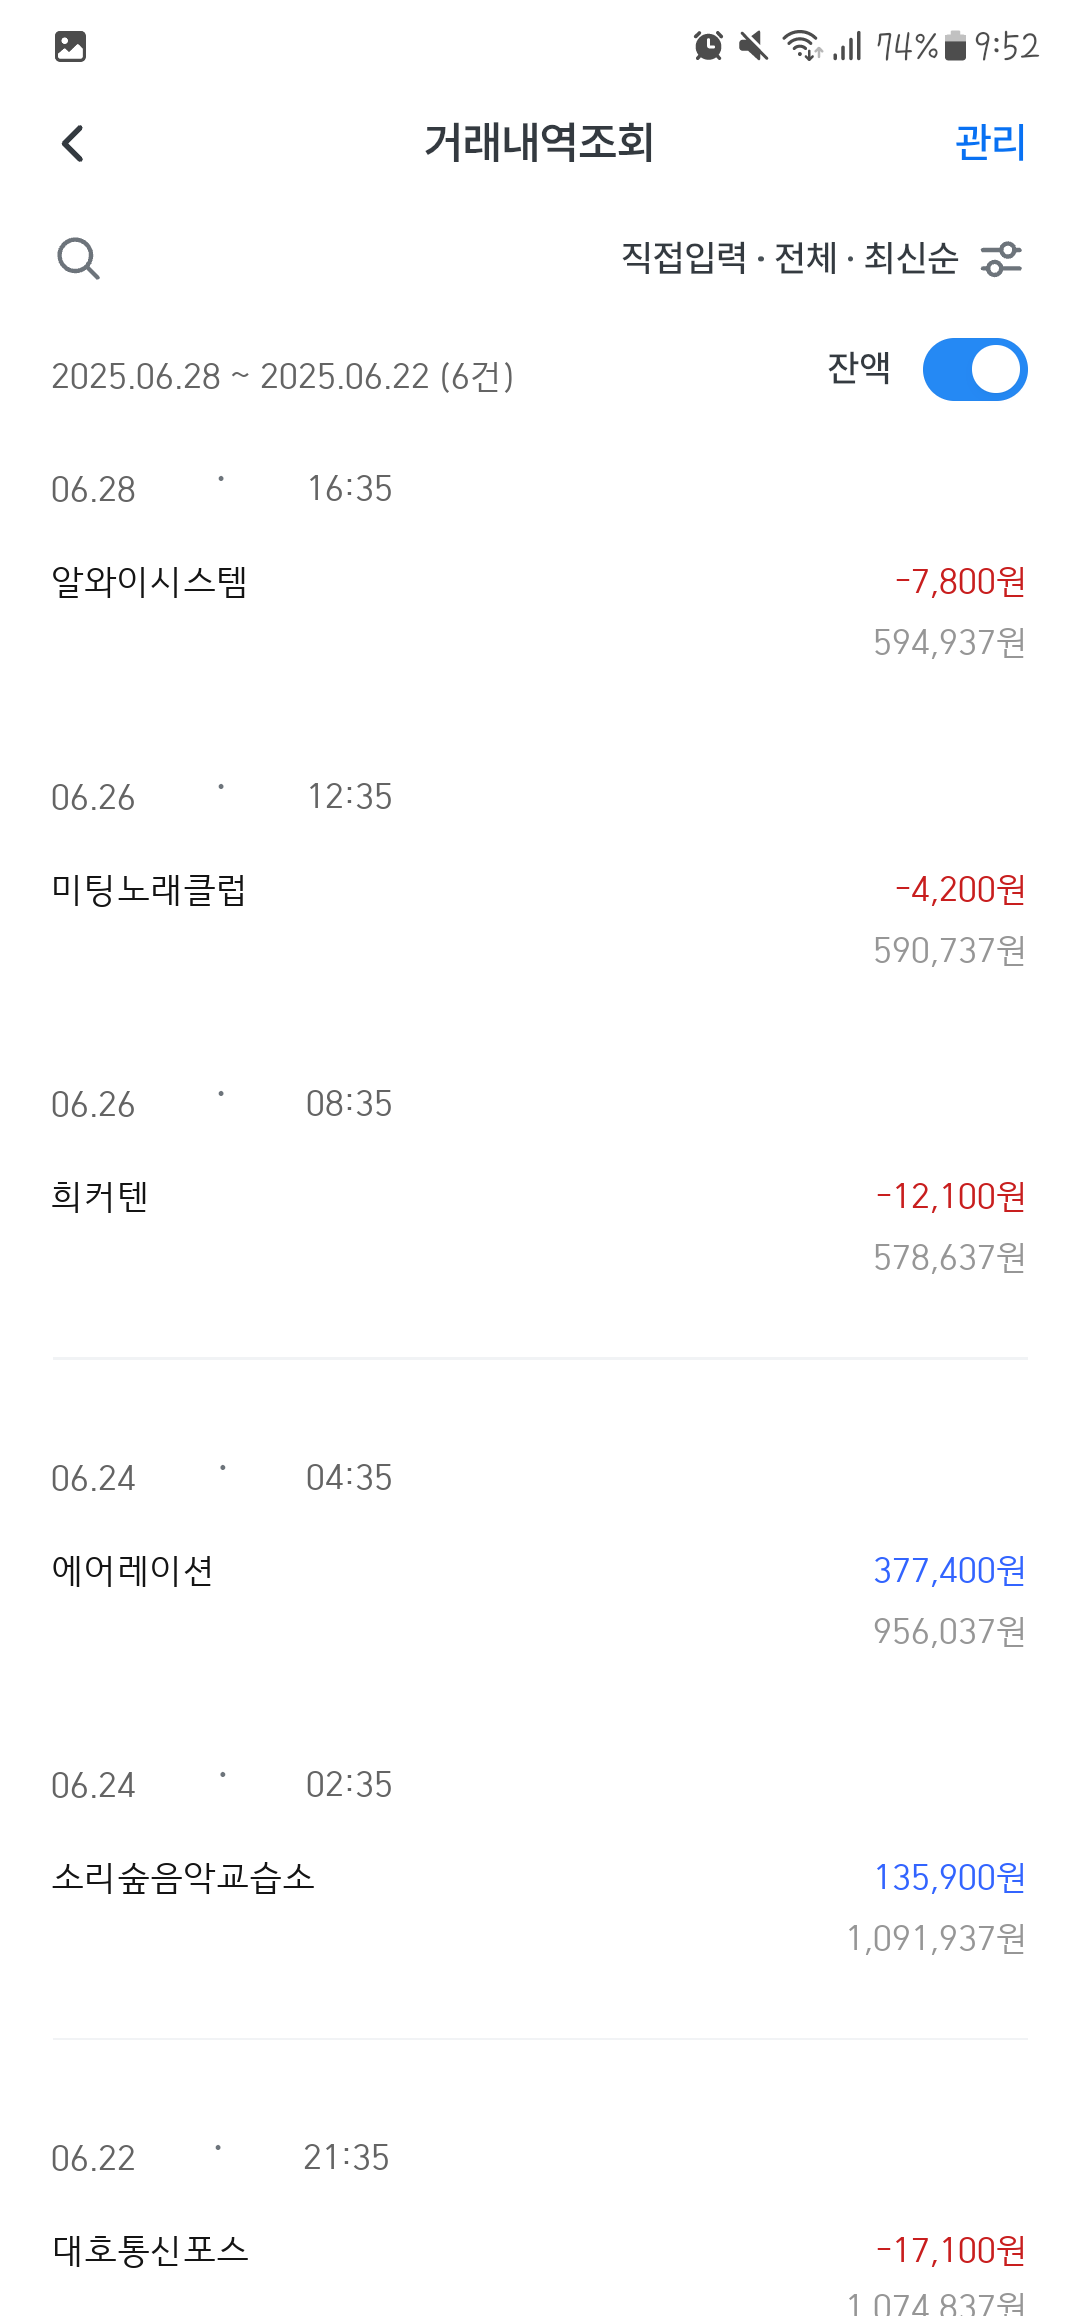 74% 9:52
거래내역조회 관리
직접입력 · 전체 · 최신순
잔액
2025.06.28 ~ 2025.06.22 (6건)
06.28 · 16:35
알와이시스템 -7,800원
594,937원
06.26 · 12:35
미팅노래클럽 -4,200원
590,737원
06.26 · 08:35
희커텐 -12,100원
578,637원
06.24 · 04:35
에어레이션 377,400원
956,037원
06.24 · 02:35
소리숲음악교습소 135,900원
1,091,937원
06.22 · 21:35
대호통신포스 -17,100원
1,074,837원